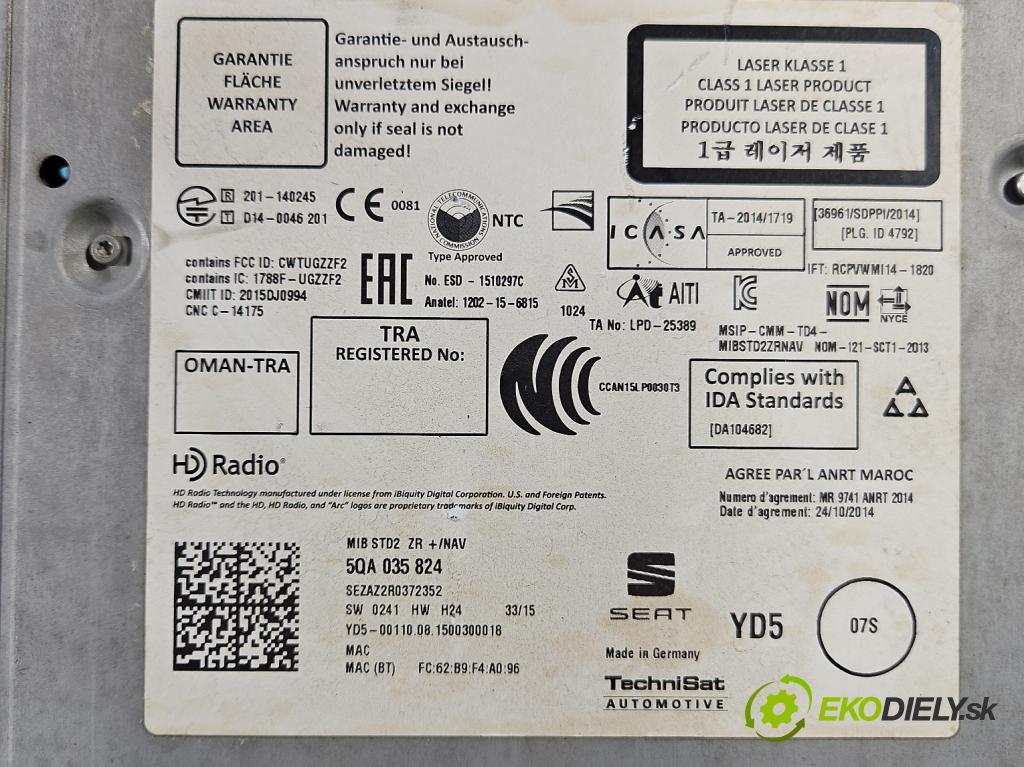 GARANTIE
FLÄCHE
WARRANTY
AREA
Garantie- und Austausch-
anspruch nur bei
unverletztem Siegel!
Warranty and exchange
only if seal is not
damaged!
LASER KLASSE 1
CLASS 1 LASER PRODUCT
PRODUIT LASER DE CLASSE 1
PRODUCTO LASER DE CLASE 1
1급 레이저 제품
R 201-140245
T D14-0046 201
CE 0081
NATIONAL TELECOMMUNICATIONS COMMISSION
NTC
Type Approved
ICASA
TA-2014/1719
APPROVED
[36961/SDPPI/2014]
[PLG. ID 4792]
IFT: RCPVWMI14-1820
contains FCC ID: CWTUGZZF2
contains IC: 1788F-UGZZF2
CMIIT ID: 2015DJ0994
CNC C-14175
EAC
No. ESD-1510297C
Anatel: 1202-15-6815
1024
AITI
TA No: LPD-25389
NOM
NYCE
MSIP-CMM-TD4-
MIBSTD2ZRNAV
NOM-121-SCT1-2013
OMAN-TRA
TRA
REGISTERED No:
CCAN15LP0030T3
Complies with
IDA Standards
[DA104682]
HD Radio®
HD Radio Technology manufactured under license from iBiquity Digital Corporation. U.S. and Foreign Patents.
HD Radio™ and the HD, HD Radio, and "Arc" logos are proprietary trademarks of iBiquity Digital Corp.
AGREE PAR´L ANRT MAROC
Numero d'agrement: MR 9741 ANRT 2014
Date d'agrement: 24/10/2014
MIB STD2 ZR +/NAV
5QA 035 824
SEZAZ2R0372352
SW 0241 HW H24 33/15
YD5-00110.08.1500300018
MAC
MAC (BT) FC:62:B9:F4:A0:96
SEAT
Made in Germany
TechniSat
AUTOMOTIVE
YD5
07S
EKODIELY.sk